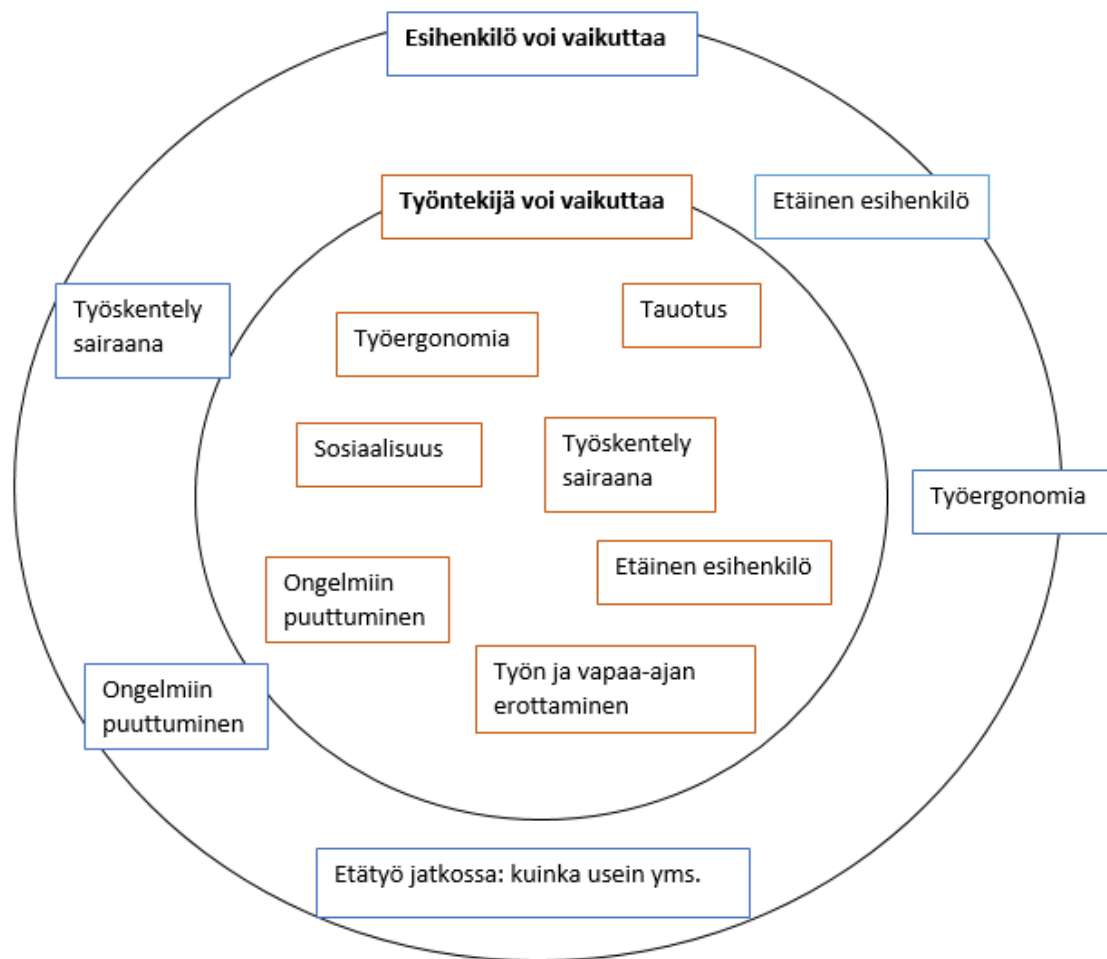 Esihenkilö voi vaikuttaa
Työntekijä voi vaikuttaa
Etäinen esihenkilö
Työskentely
sairaana
Työergonomia
Tauotus
Sosiaalisuus
Työskentely
sairaana
Työergonomia
Etäinen esihenkilö
Ongelmiin
puuttuminen
Työn ja vapaa-ajan
erottaminen
Ongelmiin
puuttuminen
Etätyö jatkossa: kuinka usein yms.